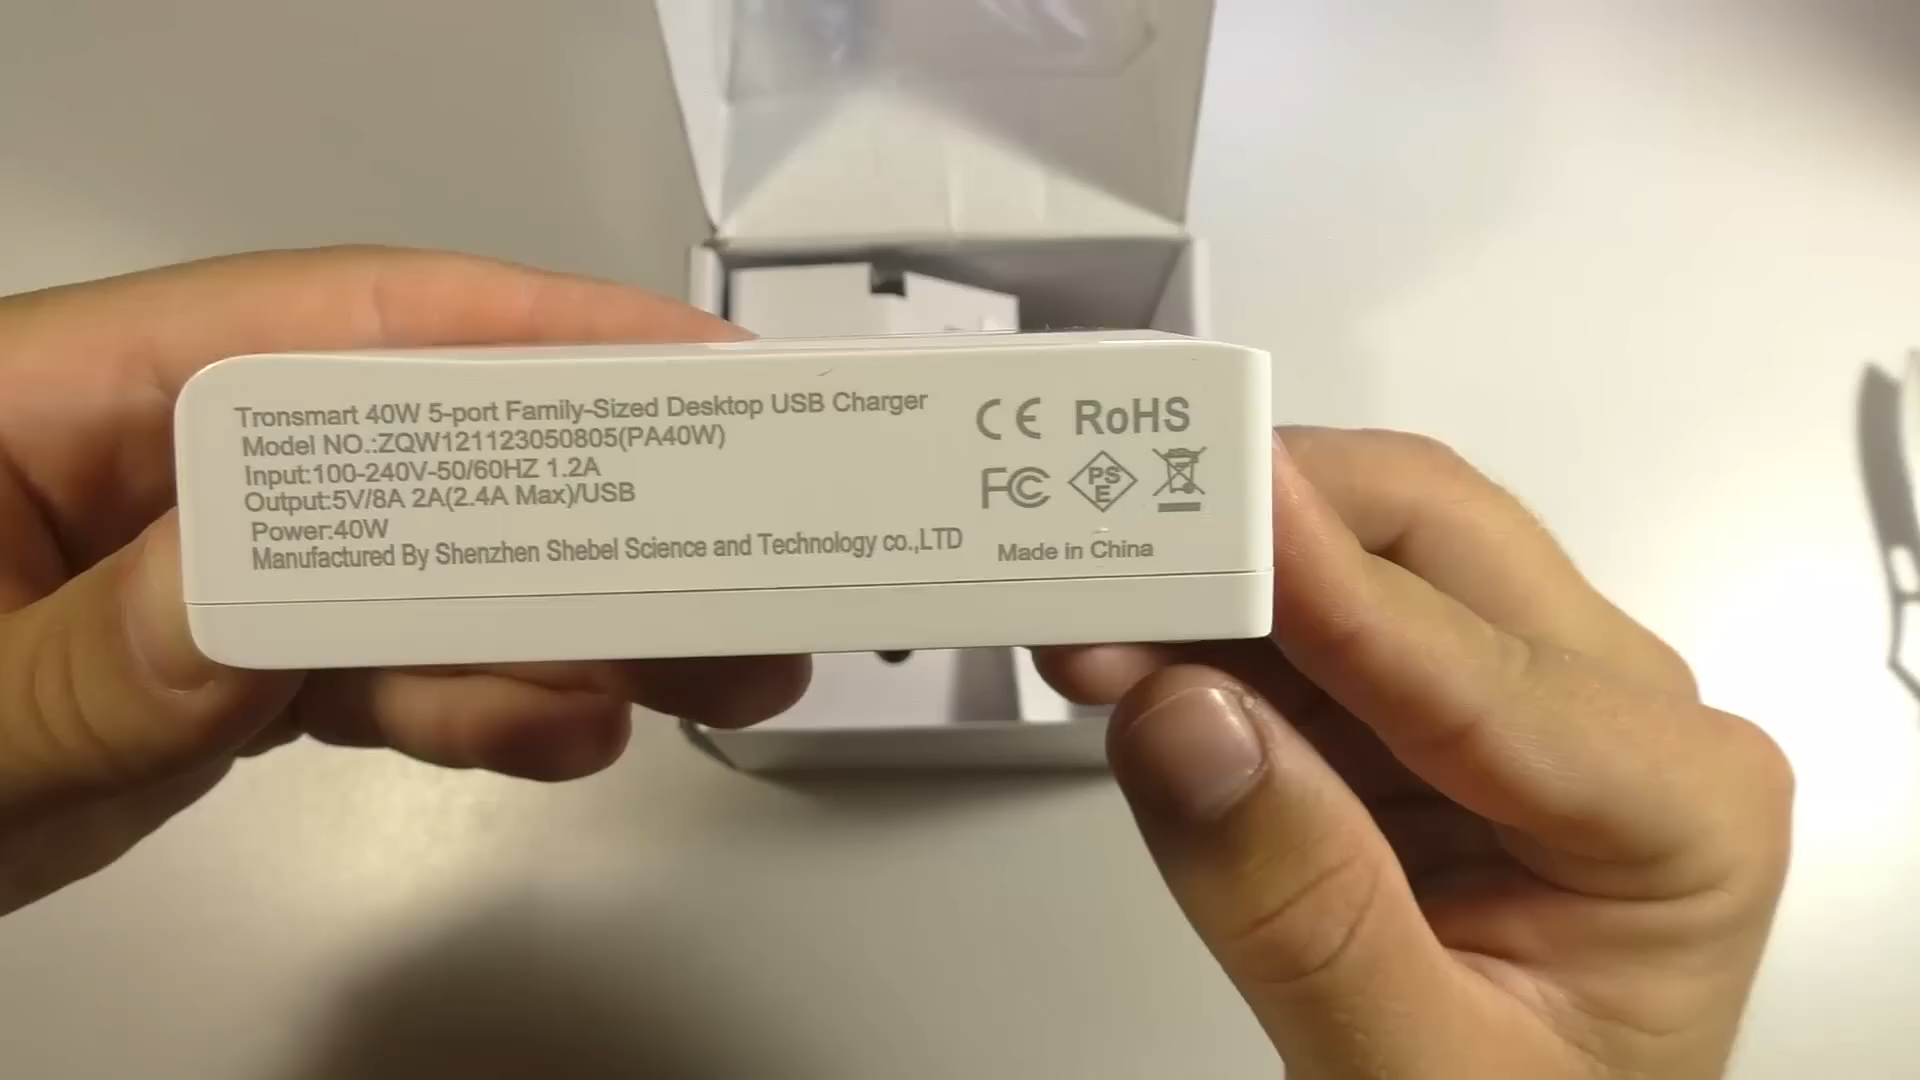 Tronsmart 40W 5-port Family-Sized Desktop USB Charger
Model NO.:ZQW121123050805(PA40W)
Input:100-240V-50/60HZ 1.2A
Output:5V/8A 2A(2.4A Max)/USB
Power:40W
Manufactured By Shenzhen Shebel Science and Technology co.,LTD
CE RoHS
FC PSE
Made in China